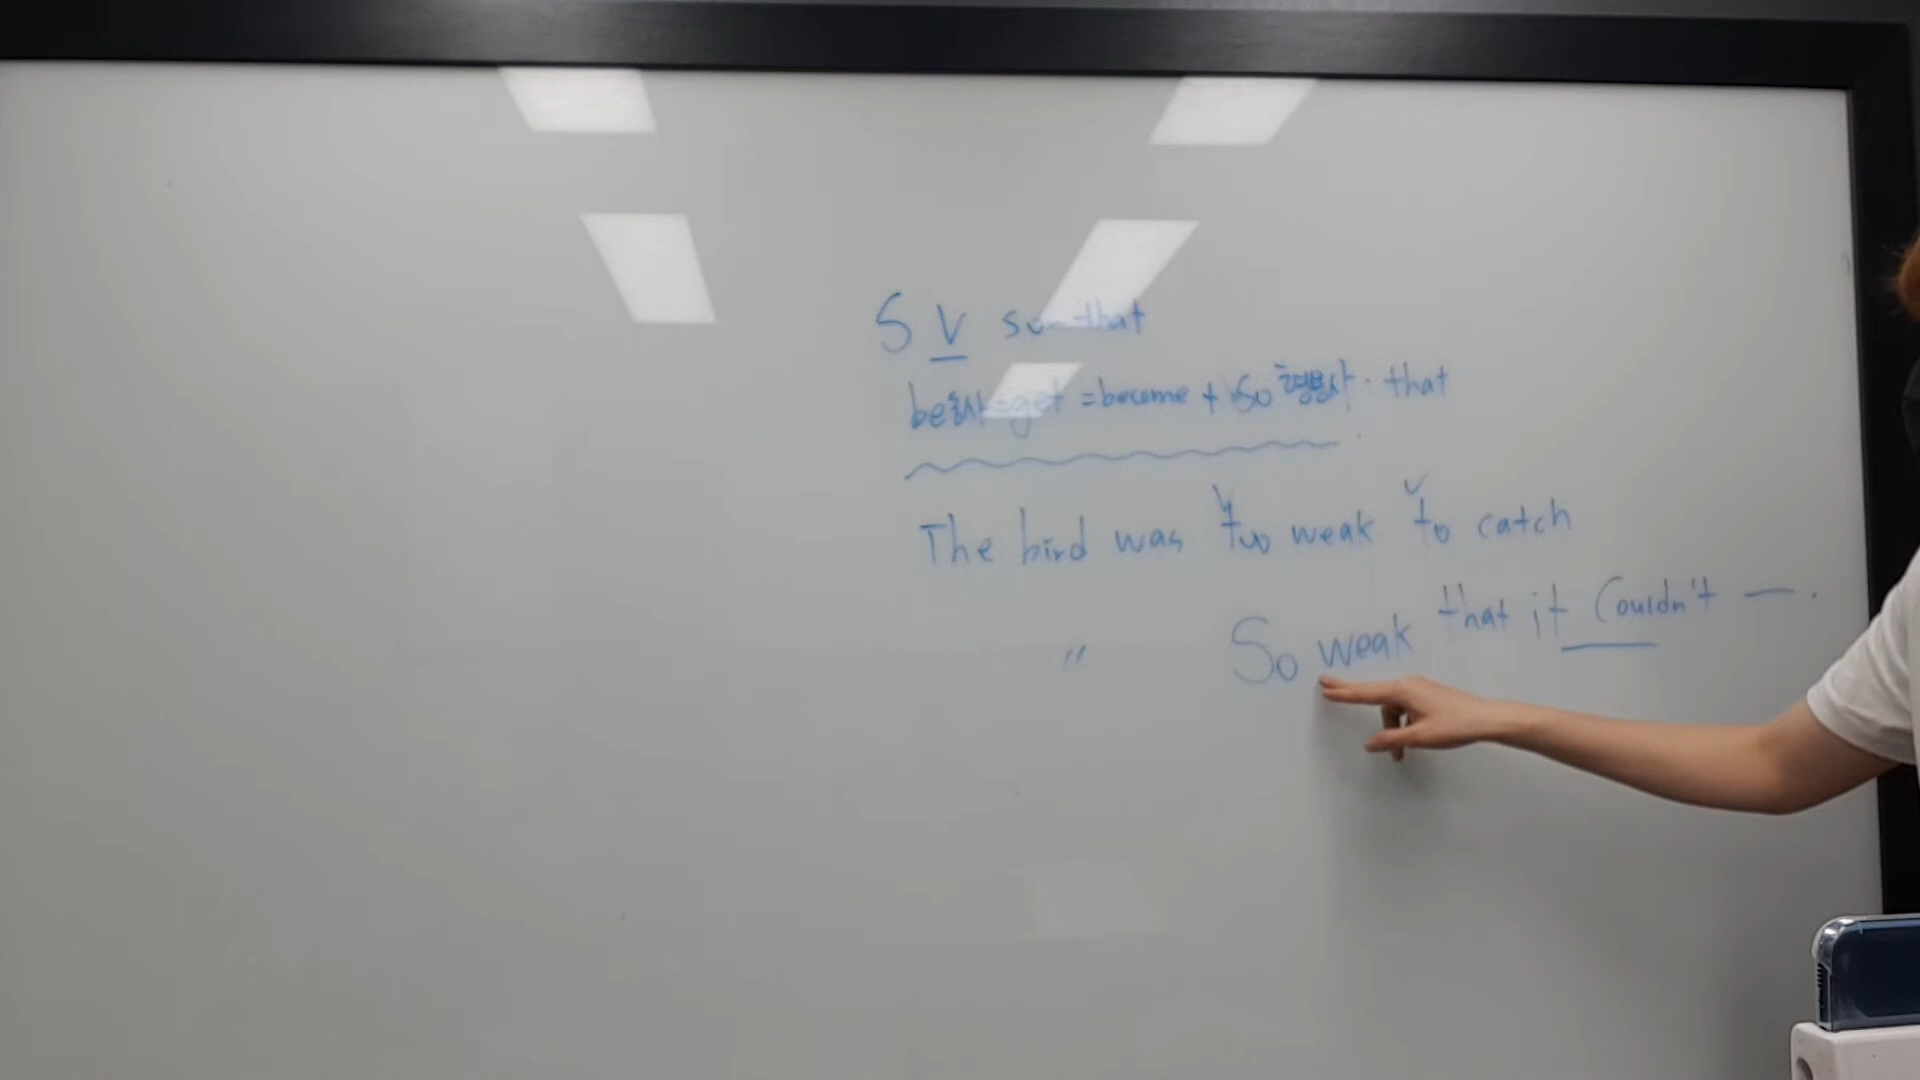 S V so that
be동사=get =become + so 형용사. that
The bird was too weak to catch
" So weak that it couldn't — .